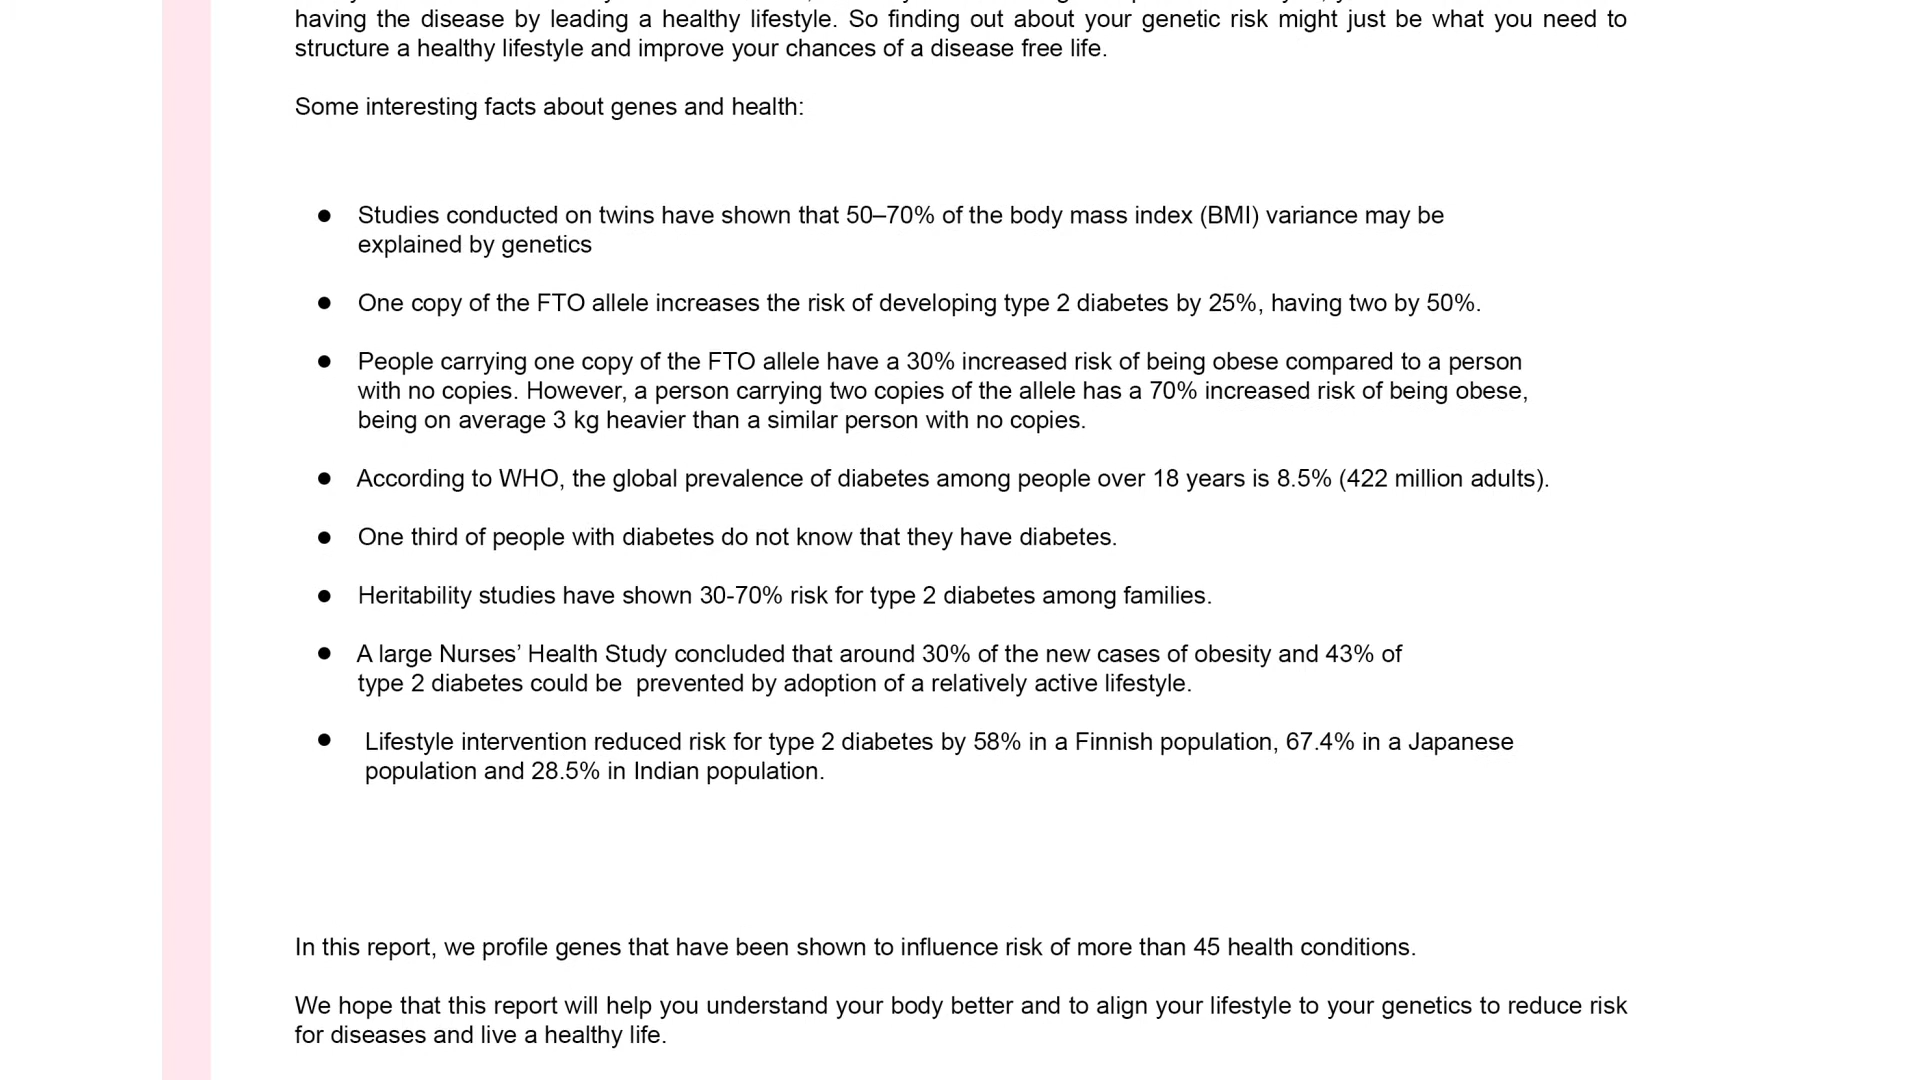 having the disease by leading a healthy lifestyle. So finding out about your genetic risk might just be what you need to
structure a healthy lifestyle and improve your chances of a disease free life.
Some interesting facts about genes and health:
● Studies conducted on twins have shown that 50–70% of the body mass index (BMI) variance may be
explained by genetics
● One copy of the FTO allele increases the risk of developing type 2 diabetes by 25%, having two by 50%.
● People carrying one copy of the FTO allele have a 30% increased risk of being obese compared to a person
with no copies. However, a person carrying two copies of the allele has a 70% increased risk of being obese,
being on average 3 kg heavier than a similar person with no copies.
● According to WHO, the global prevalence of diabetes among people over 18 years is 8.5% (422 million adults).
● One third of people with diabetes do not know that they have diabetes.
● Heritability studies have shown 30-70% risk for type 2 diabetes among families.
● A large Nurses’ Health Study concluded that around 30% of the new cases of obesity and 43% of
type 2 diabetes could be  prevented by adoption of a relatively active lifestyle.
● Lifestyle intervention reduced risk for type 2 diabetes by 58% in a Finnish population, 67.4% in a Japanese
population and 28.5% in Indian population.
In this report, we profile genes that have been shown to influence risk of more than 45 health conditions.
We hope that this report will help you understand your body better and to align your lifestyle to your genetics to reduce risk
for diseases and live a healthy life.